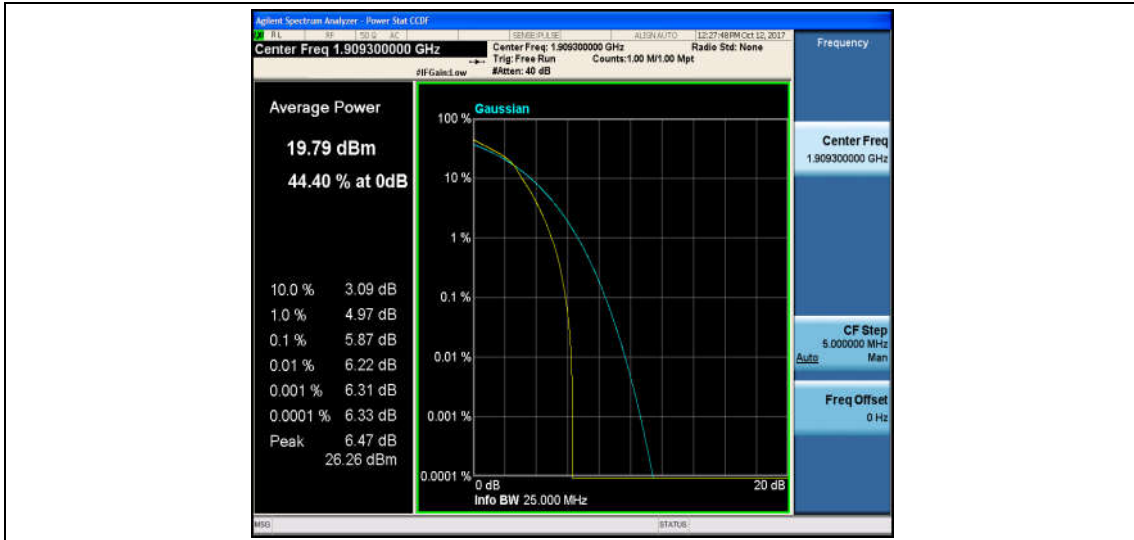 Agilent Spectrum Analyzer - Power Stat CCDF
RL RF 50 Ω AC SENSE:PULSE ALIGN AUTO 12:27:48 PM Oct 12, 2017
Center Freq 1.909300000 GHz
Center Freq: 1.909300000 GHz Radio Std: None
Trig: Free Run Counts:1.00 M/1.00 Mpt
#IFGain:Low #Atten: 40 dB
Frequency
Average Power
19.79 dBm
44.40 % at 0dB
10.0 % 3.09 dB
1.0 % 4.97 dB
0.1 % 5.87 dB
0.01 % 6.22 dB
0.001 % 6.31 dB
0.0001 % 6.33 dB
Peak 6.47 dB
26.26 dBm
Gaussian
100 %
10 %
1 %
0.1 %
0.01 %
0.001 %
0.0001 %
0 dB 20 dB
Info BW 25.000 MHz
Center Freq
1.909300000 GHz
CF Step
5.000000 MHz
Auto Man
Freq Offset
0 Hz
MSG STATUS